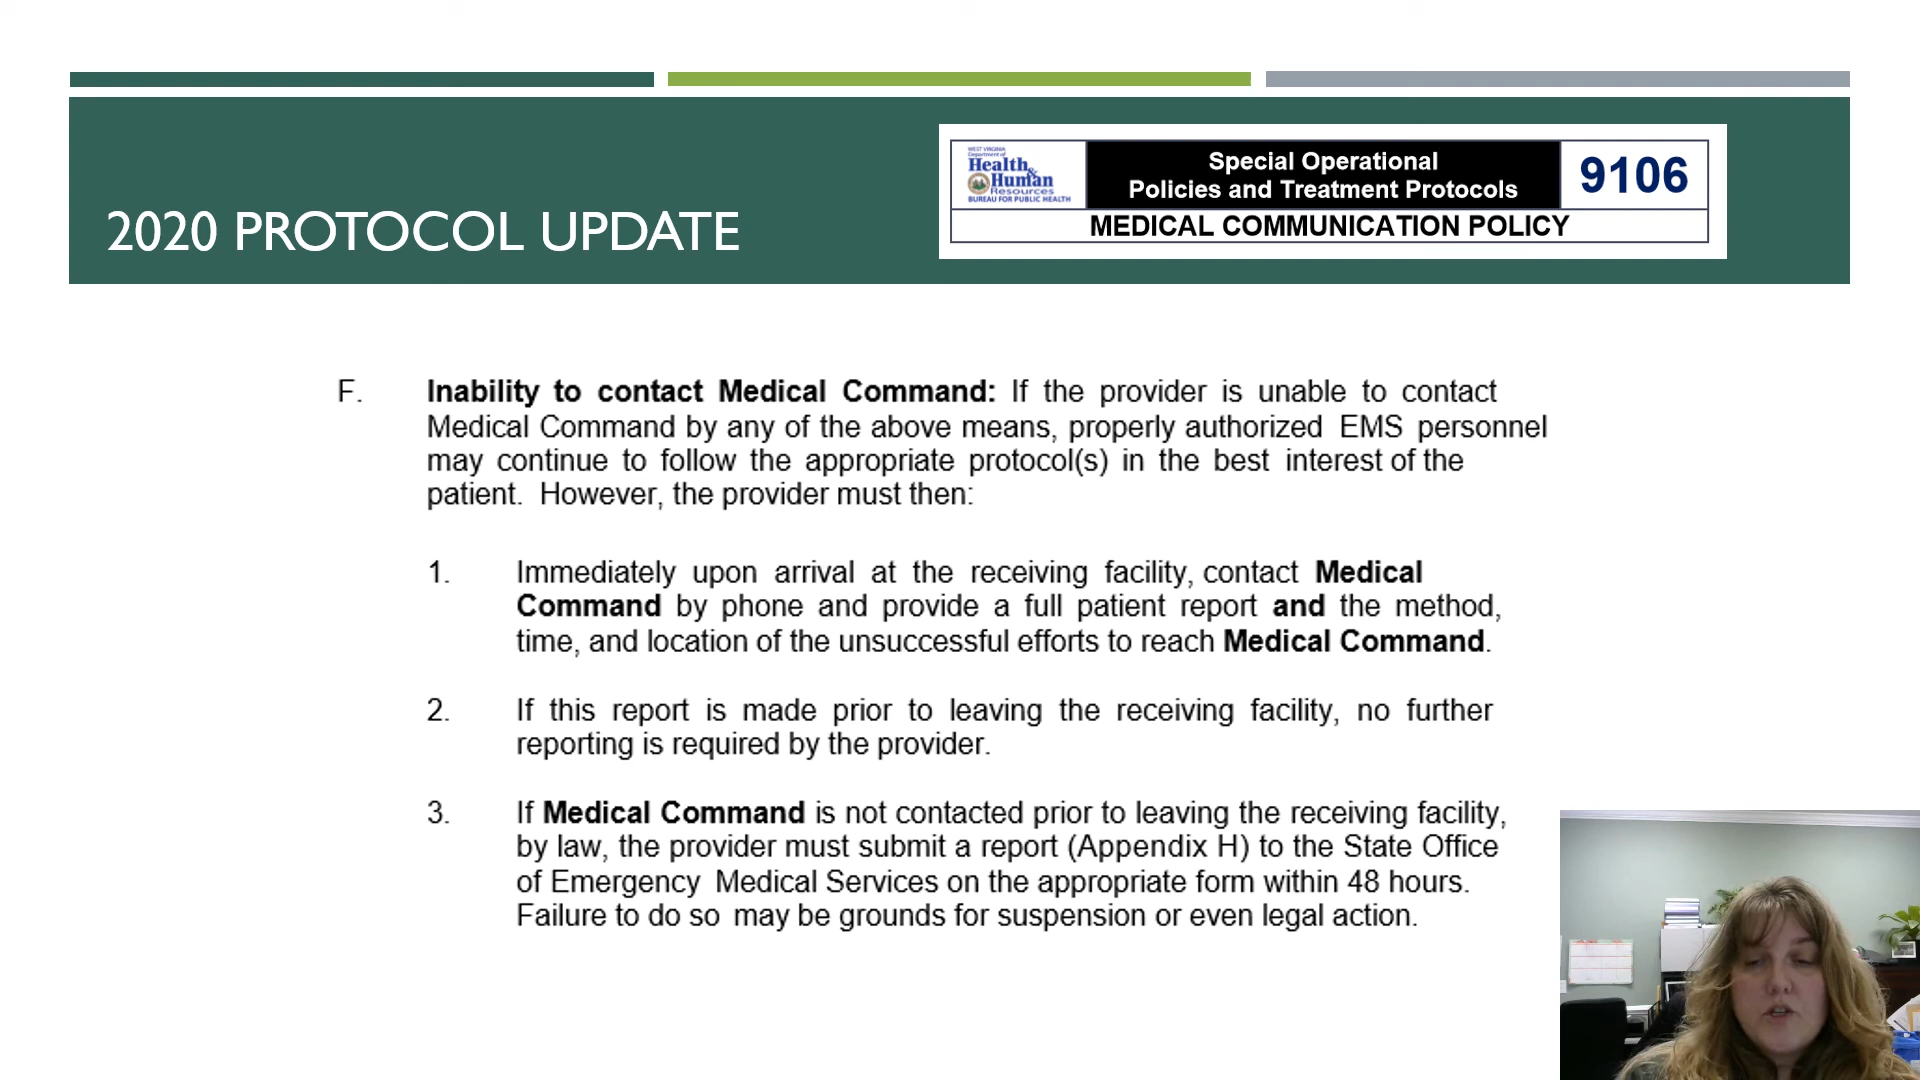 2020 PROTOCOL UPDATE
WEST VIRGINIA
Department of
Health
&
Human
Resources
BUREAU FOR PUBLIC HEALTH
Special Operational
Policies and Treatment Protocols
9106
MEDICAL COMMUNICATION POLICY
F. Inability to contact Medical Command: If the provider is unable to contact
Medical Command by any of the above means, properly authorized EMS personnel
may continue to follow the appropriate protocol(s) in the best interest of the
patient. However, the provider must then:
1. Immediately upon arrival at the receiving facility, contact Medical
Command by phone and provide a full patient report and the method,
time, and location of the unsuccessful efforts to reach Medical Command.
2. If this report is made prior to leaving the receiving facility, no further
reporting is required by the provider.
3. If Medical Command is not contacted prior to leaving the receiving facility,
by law, the provider must submit a report (Appendix H) to the State Office
of Emergency Medical Services on the appropriate form within 48 hours.
Failure to do so may be grounds for suspension or even legal action.